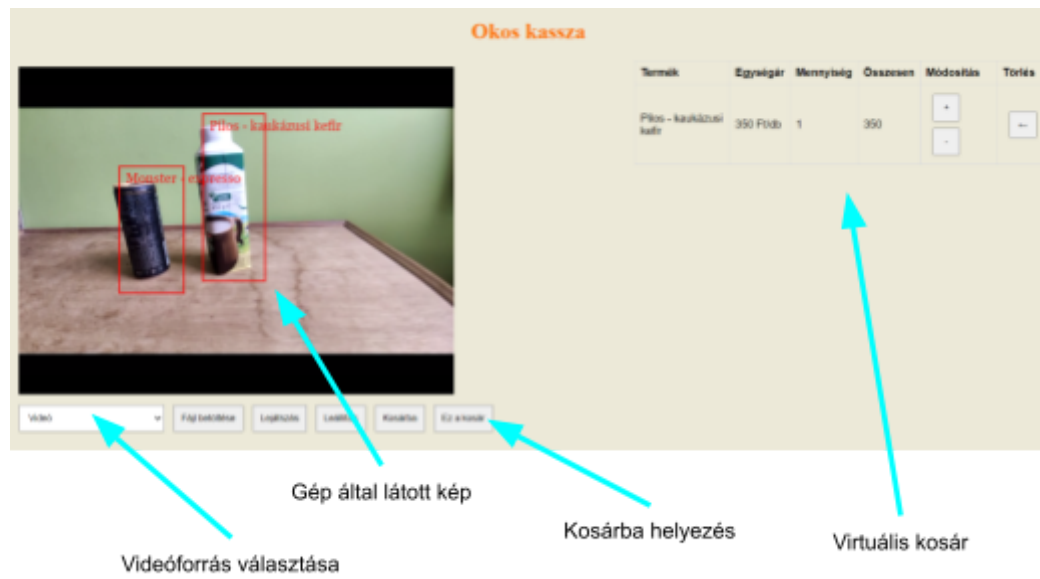 Okos kassza
Termék Egységár Mennyiség Összesen Módosítás Törlés
Pilos - kaukázusi kefir
Monster - espresso
Pilos - kaukázusi
kefir
350 Ft/db 1 350
+
-
←
Videó Fájl betöltése Lejátszás Kosárba Ez a kosár
Gép által látott kép
Kosárba helyezés
Virtuális kosár
Videóforrás választása